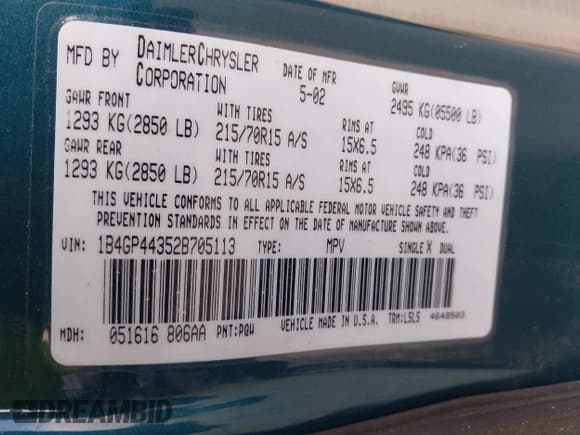 MFD BY DAIMLERCHRYSLER CORPORATION DATE OF MFR 5-02 GVWR 2495 KG(05500 LB)
GAWR FRONT WITH TIRES RIMS AT COLD
1293 KG(2850 LB) 215/70R15 A/S 15X6.5 248 KPA(36 PSI)
GAWR REAR WITH TIRES RIMS AT COLD
1293 KG(2850 LB) 215/70R15 A/S 15X6.5 248 KPA(36 PSI)
THIS VEHICLE CONFORMS TO ALL APPLICABLE FEDERAL MOTOR VEHICLE SAFETY AND THEFT
PREVENTION STANDARDS IN EFFECT ON THE DATE OF MANUFACTURE SHOWN ABOVE.
VIN: 1B4GP44352B705113 TYPE: MPV SINGLE X DUAL
MDH: 051616 806AA PNT:PQW VEHICLE MADE IN U.S.A. TRM:L5L5 4648503
DREAMBID